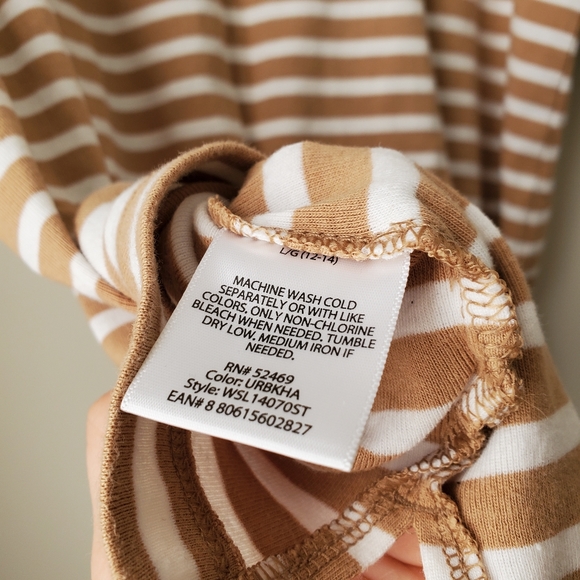 L/G (12-14)
MACHINE WASH COLD
SEPARATELY OR WITH LIKE
COLORS. ONLY NON-CHLORINE
BLEACH WHEN NEEDED. TUMBLE
DRY LOW. MEDIUM IRON IF
NEEDED.
RN# 52469
Color: URBKHA
Style: WSL14070ST
EAN# 8 80615602827